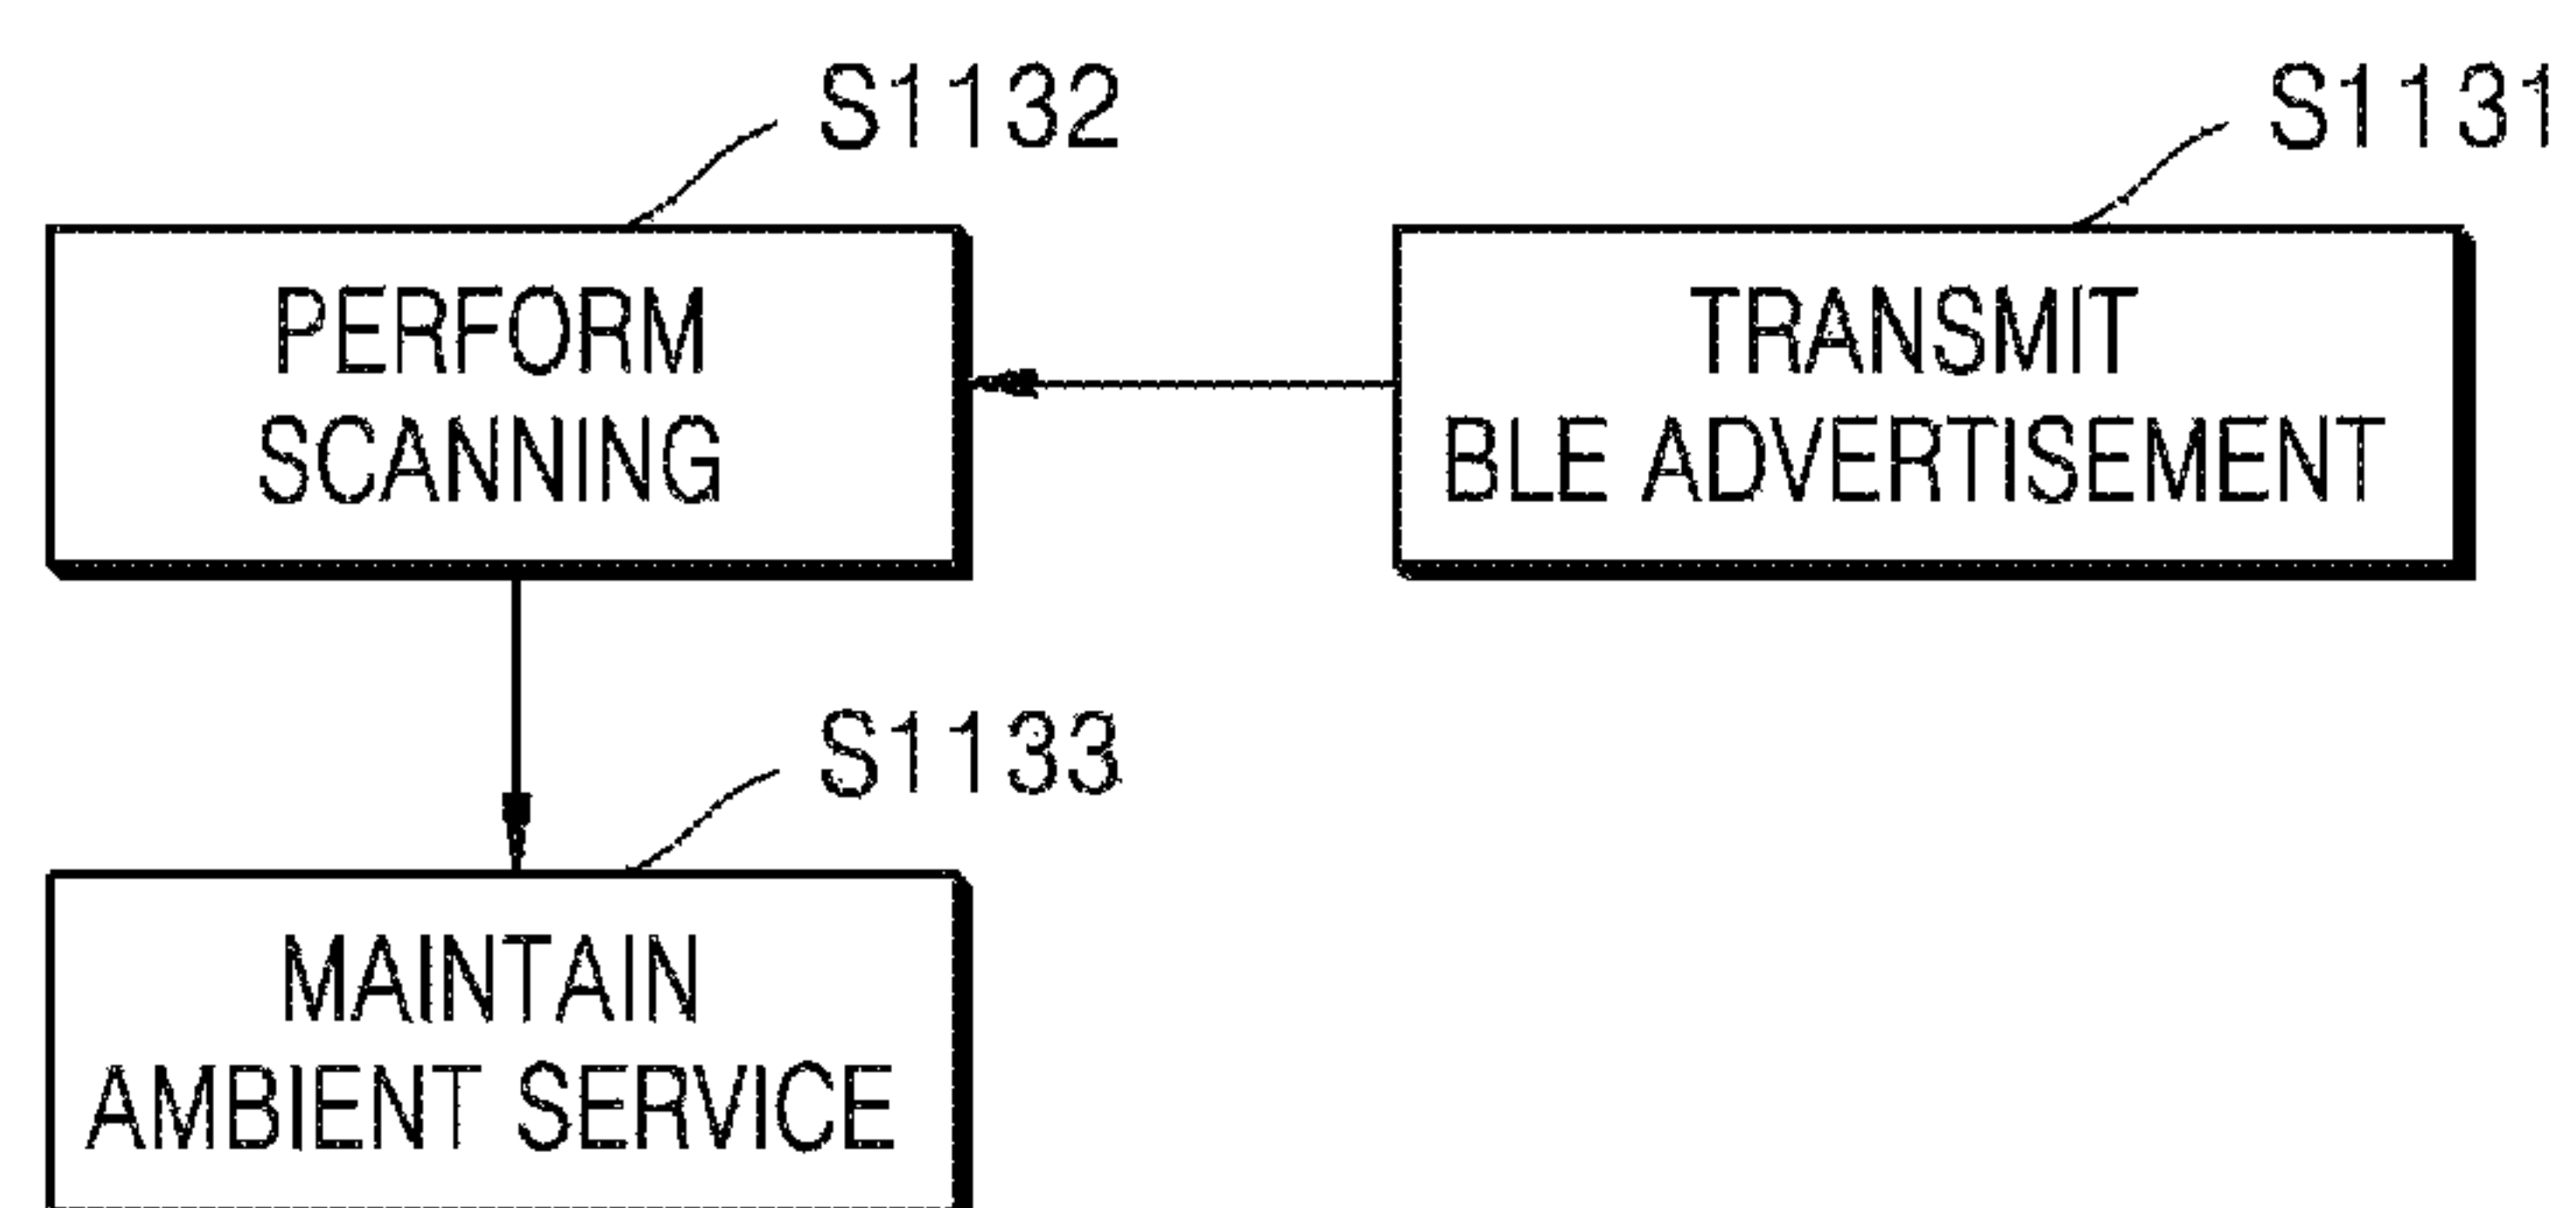 S1132
S1131
PERFORM
SCANNING
TRANSMIT
BLE ADVERTISEMENT
S1133
MAINTAIN
AMBIENT SERVICE